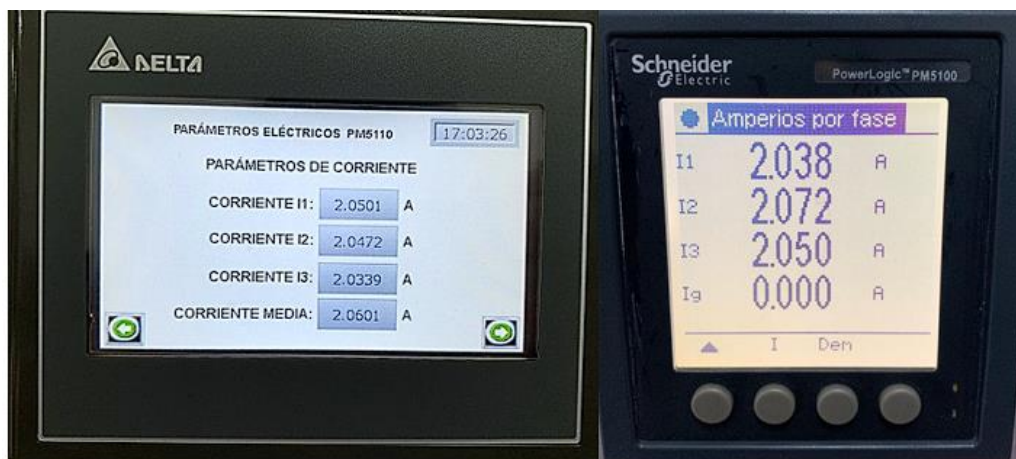 DELTA
PARÁMETROS ELÉCTRICOS PM5110
17:03:26
PARÁMETROS DE CORRIENTE
CORRIENTE I1: 2.0501 A
CORRIENTE I2: 2.0472 A
CORRIENTE I3: 2.0339 A
CORRIENTE MEDIA: 2.0601 A
Schneider
Electric
PowerLogic™ PM5100
Amperios por fase
I1 2.038 A
I2 2.072 A
I3 2.050 A
Ig 0.000 A
I Dem